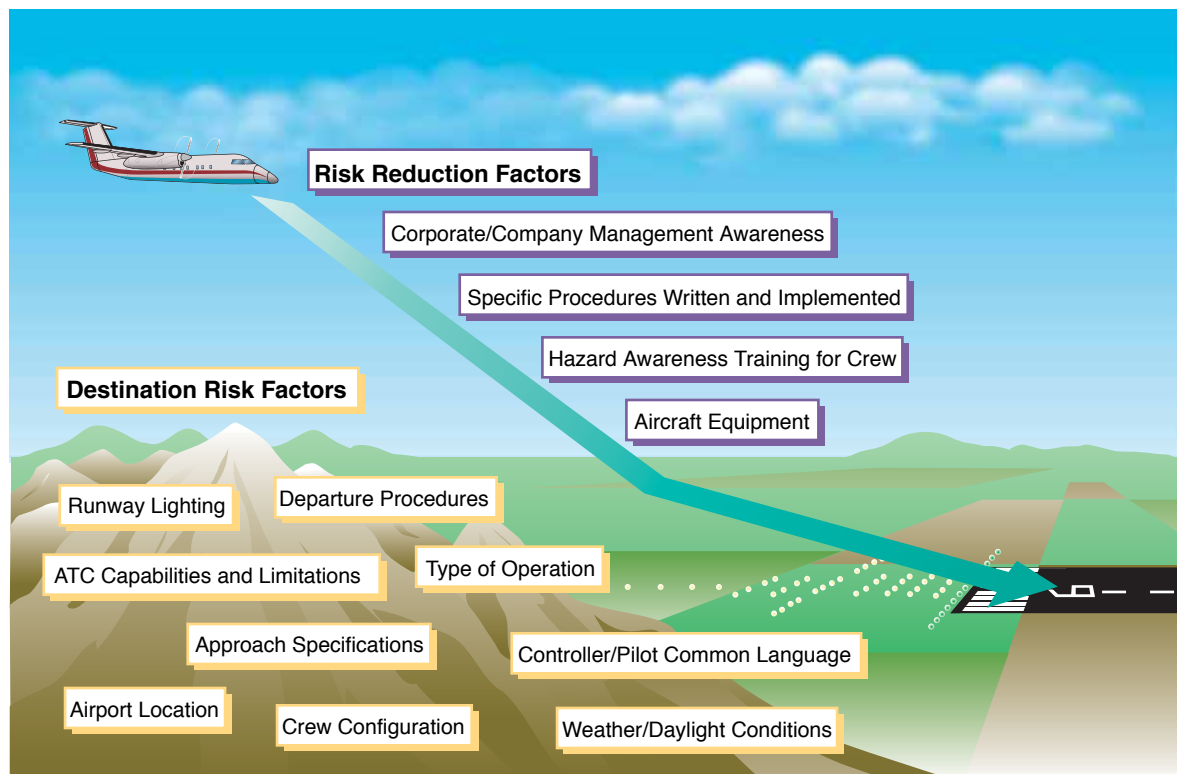 Risk Reduction Factors
Corporate/Company Management Awareness
Specific Procedures Written and Implemented
Hazard Awareness Training for Crew
Destination Risk Factors
Aircraft Equipment
Runway Lighting
Departure Procedures
ATC Capabilities and Limitations
Type of Operation
Approach Specifications
Controller/Pilot Common Language
Airport Location
Crew Configuration
Weather/Daylight Conditions